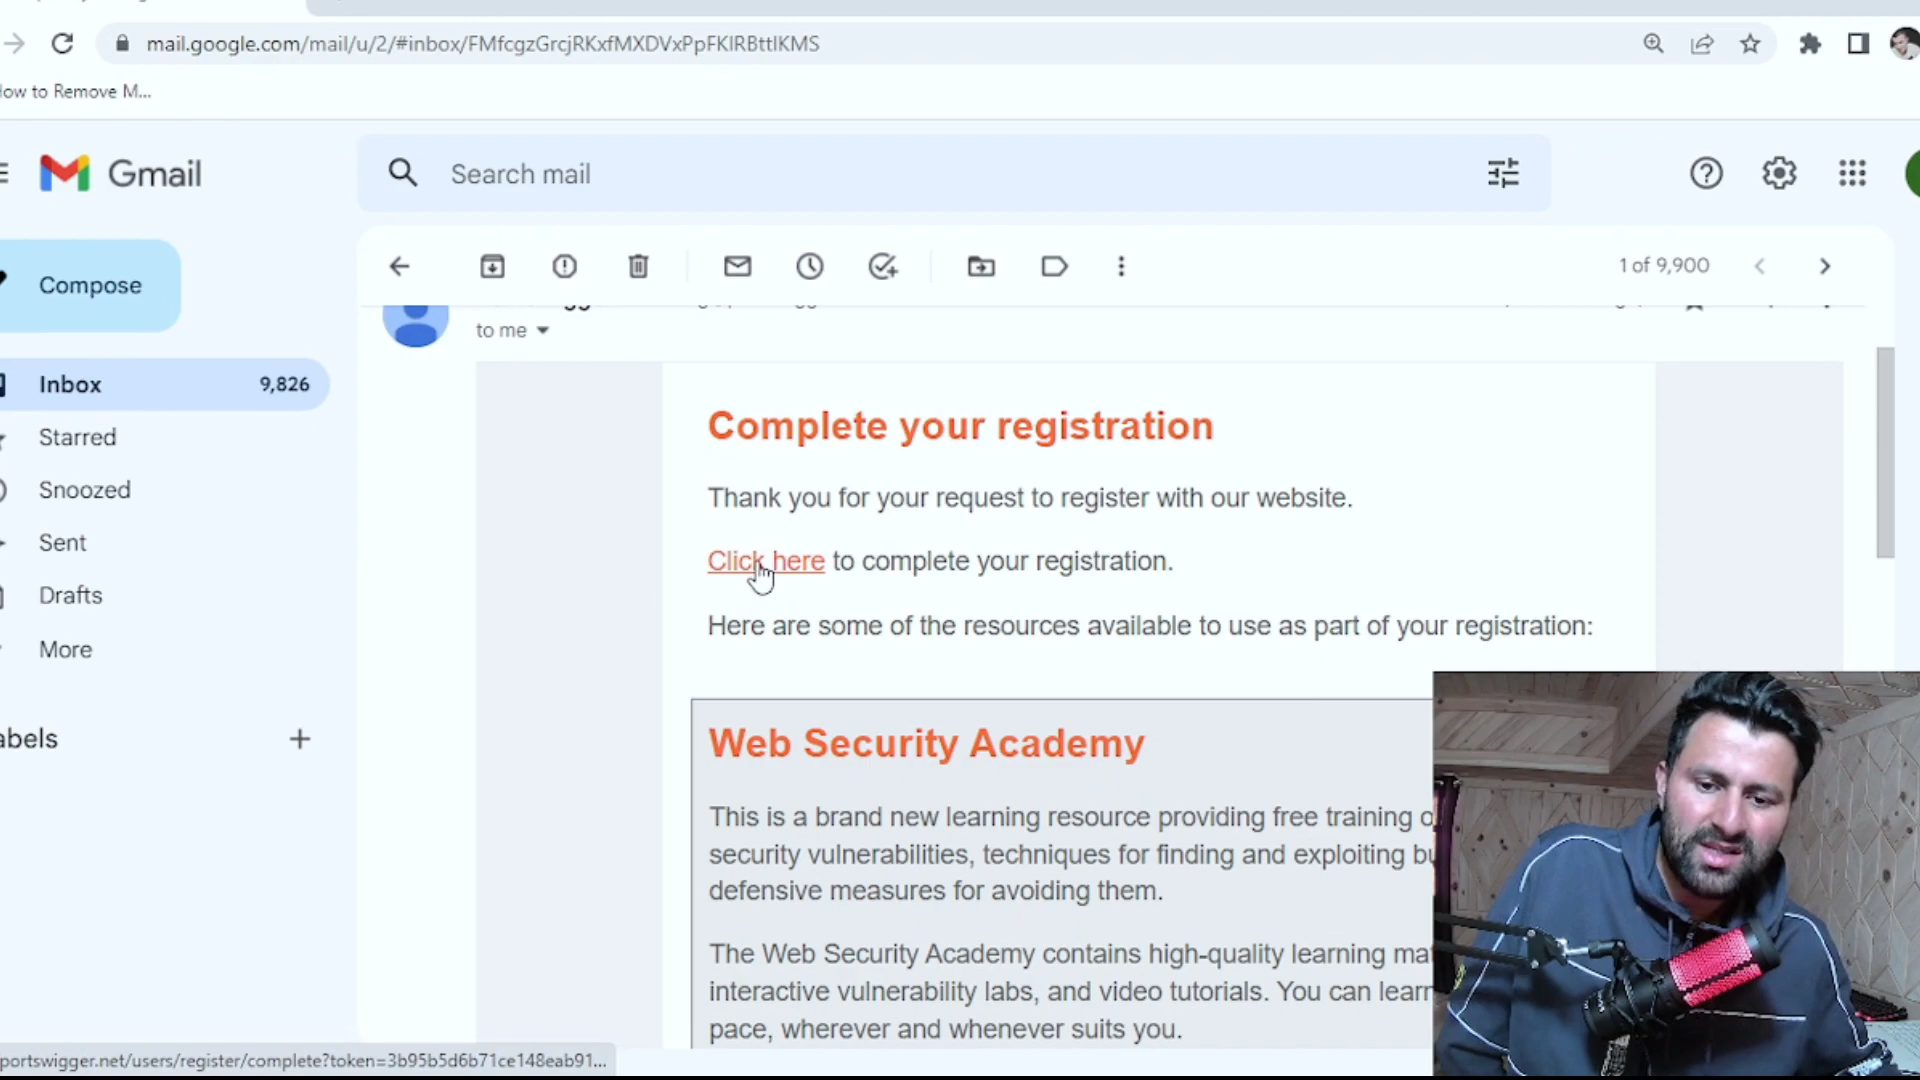 mail.google.com/mail/u/2/#inbox/FMfcgzGrcjRKxfMXDVxPpFKlRBttlKMS
How to Remove M...
Gmail
Search mail
Compose
1 of 9,900
to me
Inbox 9,826
Starred
Snoozed
Sent
Drafts
More
abels
Complete your registration
Thank you for your request to register with our website.
Click here to complete your registration.
Here are some of the resources available to use as part of your registration:
Web Security Academy
This is a brand new learning resource providing free training o
security vulnerabilities, techniques for finding and exploiting bu
defensive measures for avoiding them.
The Web Security Academy contains high-quality learning mat
interactive vulnerability labs, and video tutorials. You can learn
pace, wherever and whenever suits you.
portswigger.net/users/register/complete?token=3b95b5d6b71ce148eab91...